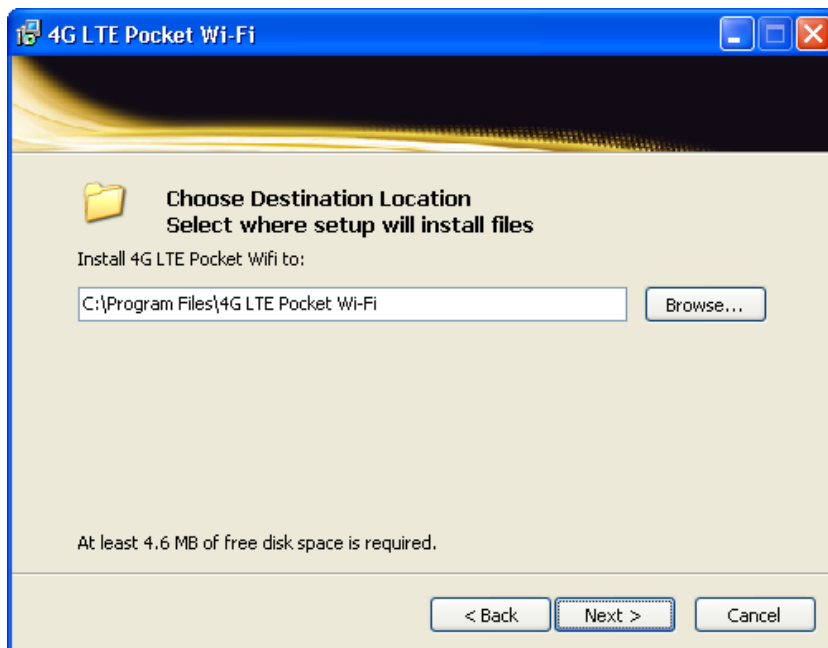 4G LTE Pocket Wi-Fi
Choose Destination Location
Select where setup will install files
Install 4G LTE Pocket Wifi to:
C:\Program Files\4G LTE Pocket Wi-Fi
Browse...
At least 4.6 MB of free disk space is required.
< Back
Next >
Cancel